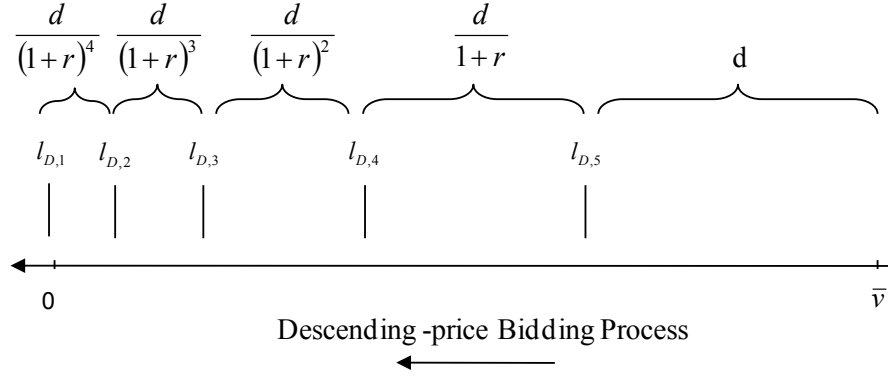 d/(1+r)^4 d/(1+r)^3 d/(1+r)^2 d/1+r d
l_{D,1} l_{D,2} l_{D,3} l_{D,4} l_{D,5}
0 v̅
Descending -price Bidding Process